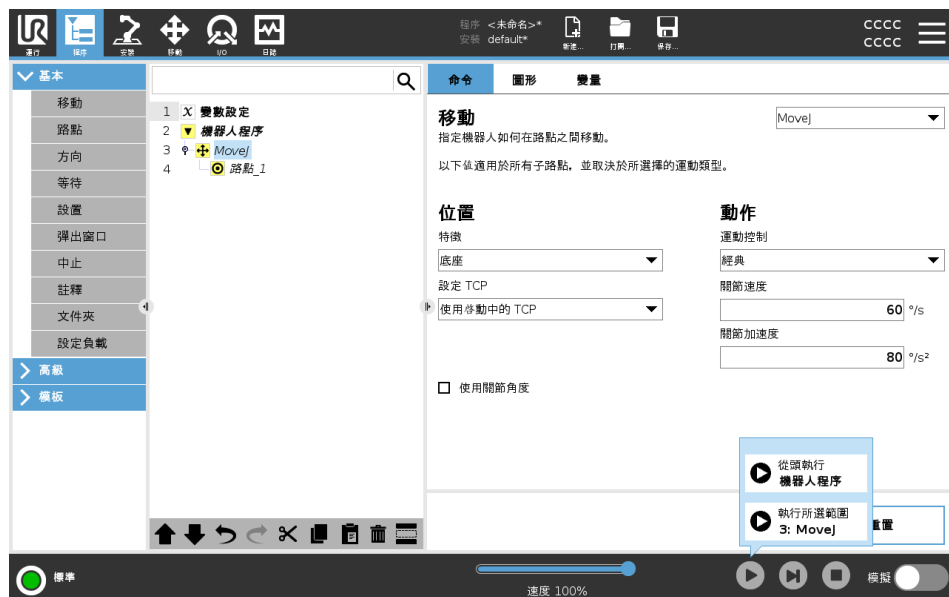 UR
運行
程序
安裝
移動
I/O
日誌
程序 <未命名>*
安裝 default*
新建...
打開...
保存...
CCCC
CCCC
基本
移動
路點
方向
等待
設置
彈出窗口
中止
註釋
文件夾
設定負載
高級
模板
1 X 變數設定
2 機器人程序
3 MoveJ
4 路點_1
命令
圖形
變量
移動
MoveJ
指定機器人如何在路點之間移動。
以下值適用於所有子路點，並取決於所選擇的運動類型。
位置
特徵
底座
設定 TCP
使用啓動中的 TCP
使用關節角度
動作
運動控制
經典
關節速度
60 °/s
關節加速度
80 °/s²
從頭執行
機器人程序
執行所選範圍
3: MoveJ
重置
標準
速度 100%
模擬